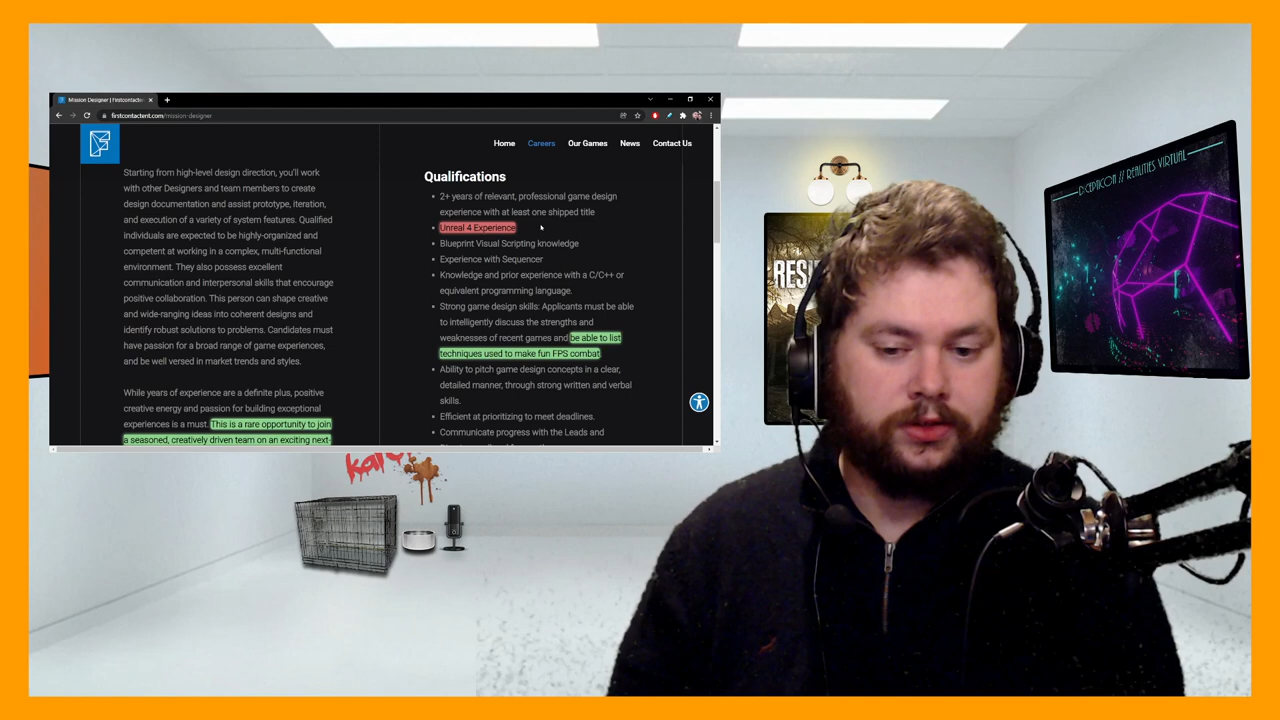 Mission Designer | Firstcontacte
firstcontactent.com/mission-designer
Home Careers Our Games News Contact Us
Starting from high-level design direction, you'll work
with other Designers and team members to create
design documentation and assist prototype, iteration,
and execution of a variety of system features. Qualified
individuals are expected to be highly-organized and
competent at working in a complex, multi-functional
environment. They also possess excellent
communication and interpersonal skills that encourage
positive collaboration. This person can shape creative
and wide-ranging ideas into coherent designs and
identify robust solutions to problems. Candidates must
have passion for a broad range of game experiences,
and be well versed in market trends and styles.
While years of experience are a definite plus, positive
creative energy and passion for building exceptional
experiences is a must. This is a rare opportunity to join
a seasoned, creatively driven team on an exciting next-
Qualifications
2+ years of relevant, professional game design
experience with at least one shipped title
Unreal 4 Experience
Blueprint Visual Scripting knowledge
Experience with Sequencer
Knowledge and prior experience with a C/C++ or
equivalent programming language.
Strong game design skills: Applicants must be able
to intelligently discuss the strengths and
weaknesses of recent games and be able to list
techniques used to make fun FPS combat
Ability to pitch game design concepts in a clear,
detailed manner, through strong written and verbal
skills.
Efficient at prioritizing to meet deadlines.
Communicate progress with the Leads and
RESI
REALITIES VIRTUAL